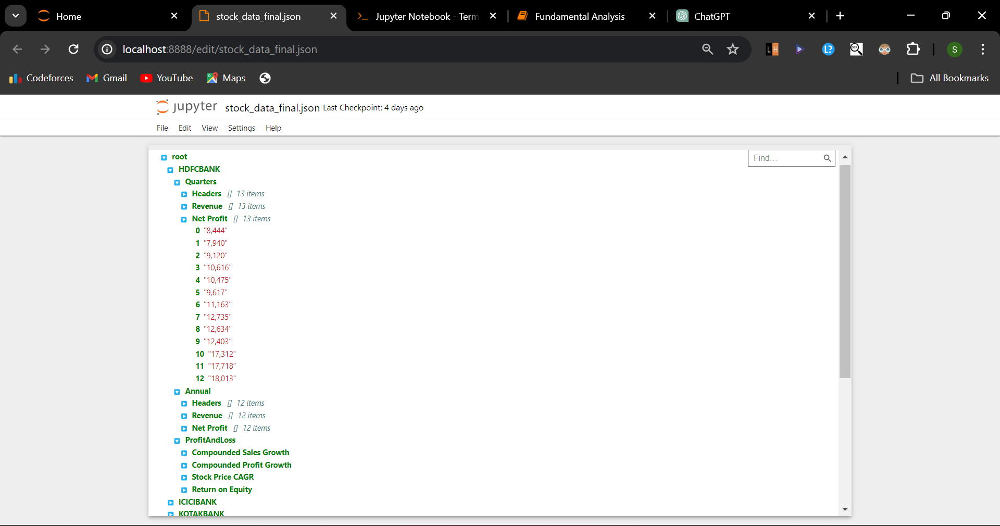 Home
stock_data_final.json
Jupyter Notebook - Term
Fundamental Analysis
ChatGPT
localhost:8888/edit/stock_data_final.json
LH
L?
OCR
S
Codeforces
Gmail
YouTube
Maps
All Bookmarks
jupyter stock_data_final.json Last Checkpoint: 4 days ago
File Edit View Settings Help
Find...
root
HDFCBANK
Quarters
Headers [] 13 items
Revenue [] 13 items
Net Profit [] 13 items
0 "8,444"
1 "7,940"
2 "9,120"
3 "10,616"
4 "10,475"
5 "9,617"
6 "11,163"
7 "12,735"
8 "12,634"
9 "12,403"
10 "17,312"
11 "17,718"
12 "18,013"
Annual
Headers [] 12 items
Revenue [] 12 items
Net Profit [] 12 items
ProfitAndLoss
Compounded Sales Growth
Compounded Profit Growth
Stock Price CAGR
Return on Equity
ICICIBANK
KOTAKBANK